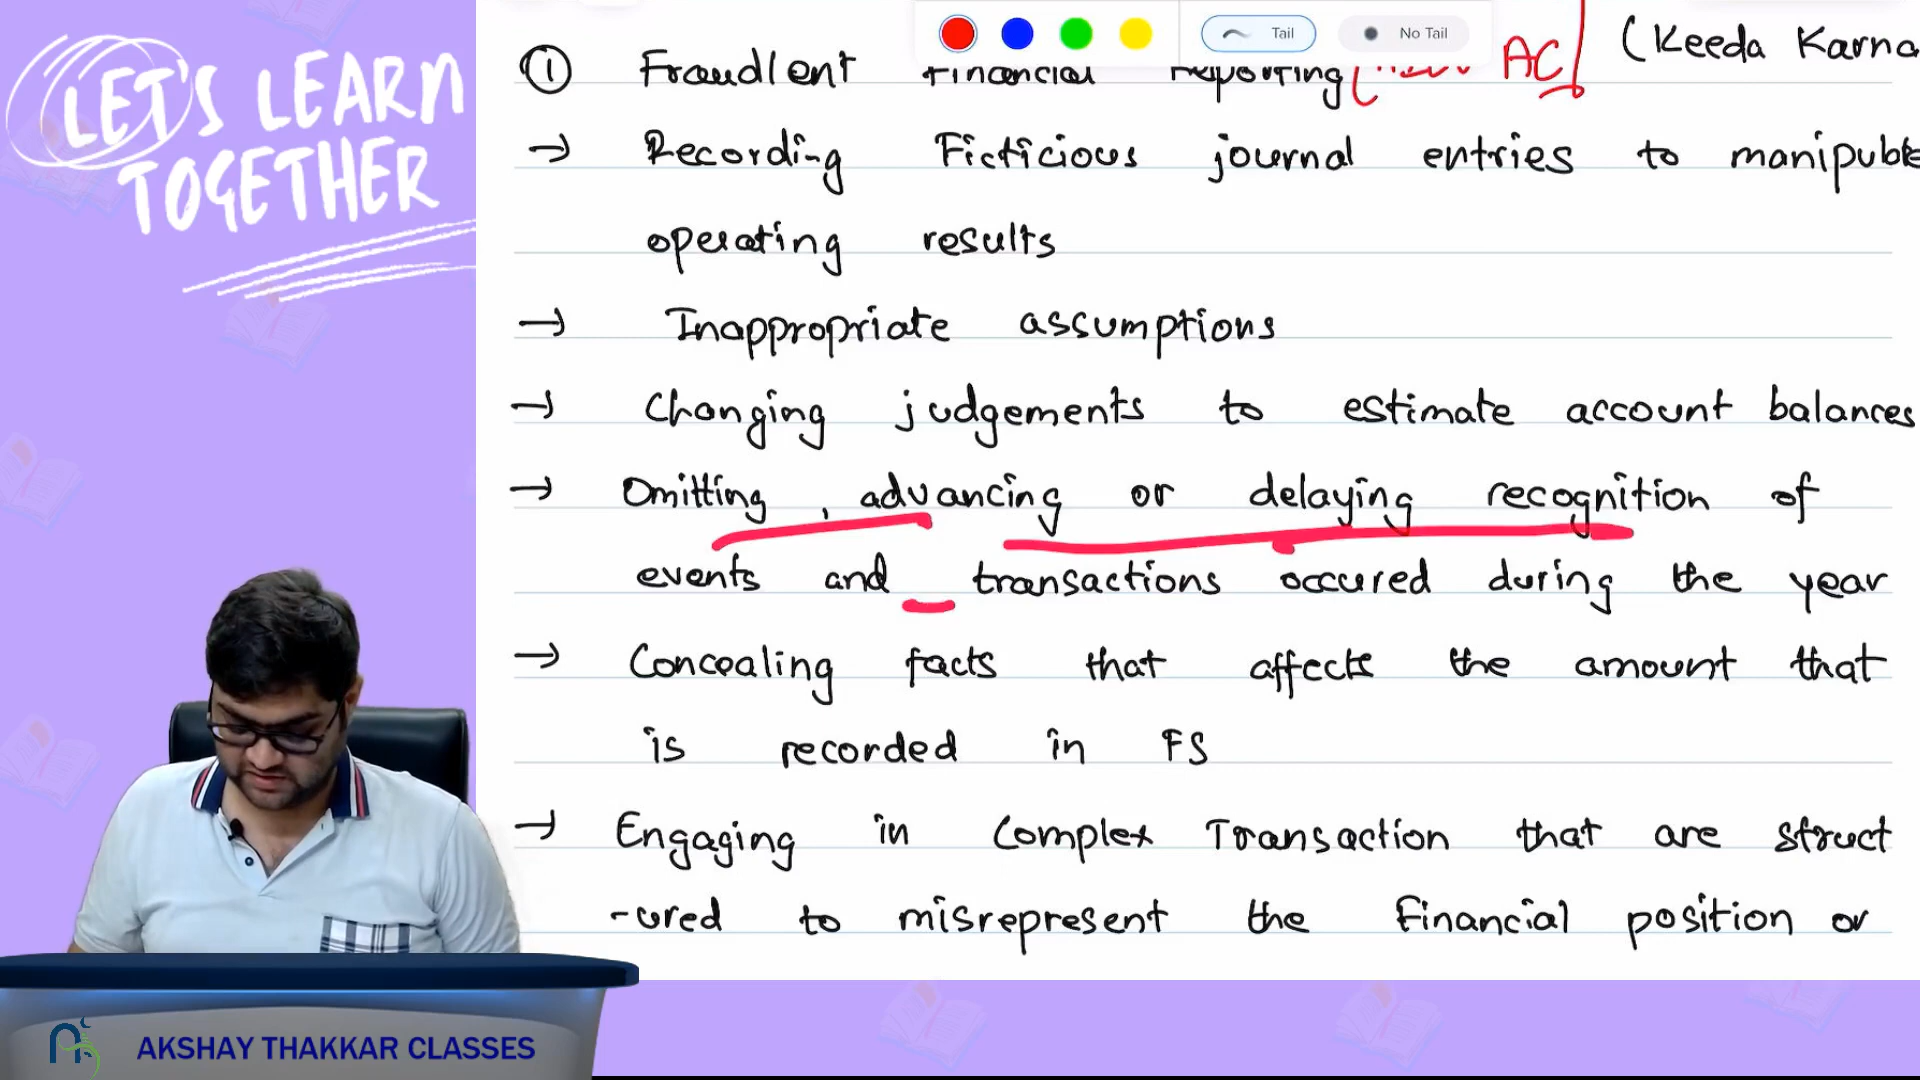 LET'S LEARN
TOGETHER
Tail
No Tail
① Fraudlent Financial Reporting ( AC (Keeda Karna
→ Recording Ficticious journal entries to manipulate
operating results
→ Inappropriate assumptions
→ Changing judgements to estimate account balances
→ Omitting, advancing or delaying recognition of
events and transactions occured during the year
→ Concealing facts that affects the amount that
is recorded in FS
→ Engaging in Complex Transaction that are struct
-ured to misrepresent the financial position or
AKSHAY THAKKAR CLASSES